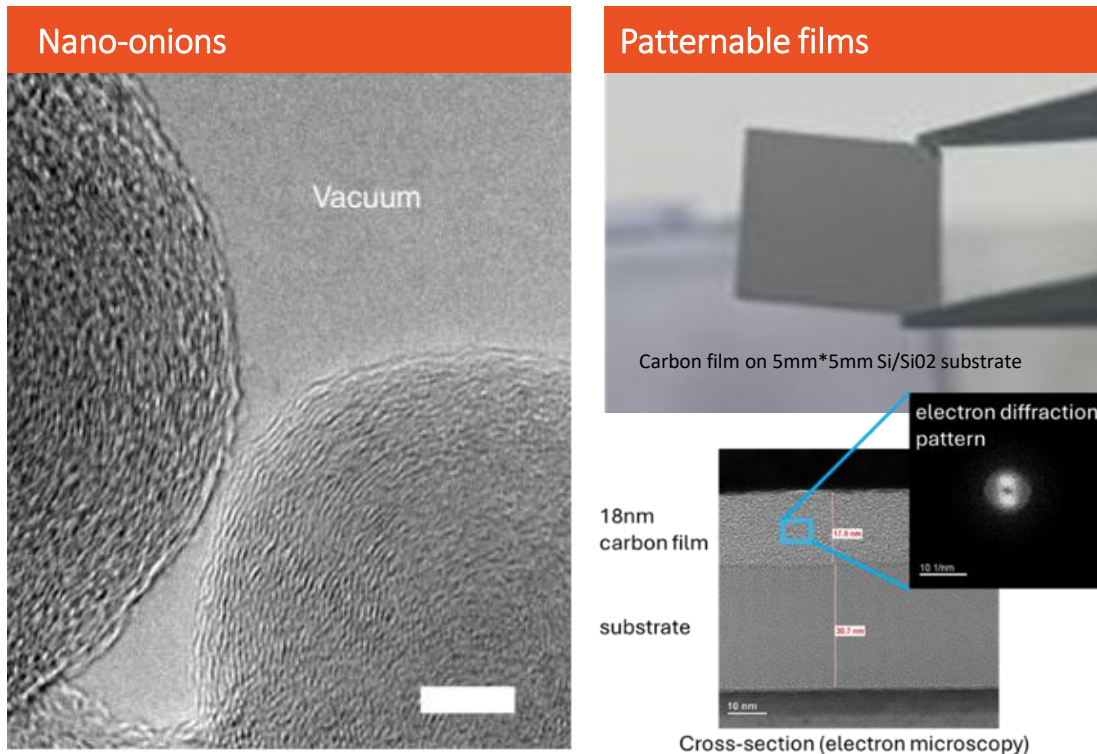 Nano-onions
Vacuum
Patternable films
Carbon film on 5mm*5mm Si/Si02 substrate
electron diffraction
pattern
10 1/nm
18nm
carbon film
17.8 nm
substrate
30.7 nm
10 nm
Cross-section (electron microscopy)